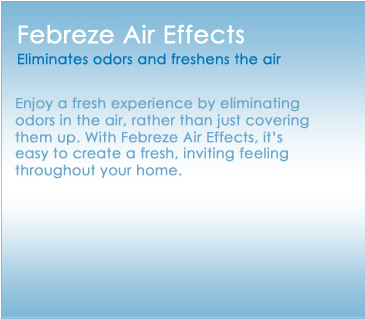 Febreze Air Effects
Eliminates odors and freshens the air
Enjoy a fresh experience by eliminating
odors in the air, rather than just covering
them up. With Febreze Air Effects, it's
easy to create a fresh, inviting feeling
throughout your home.